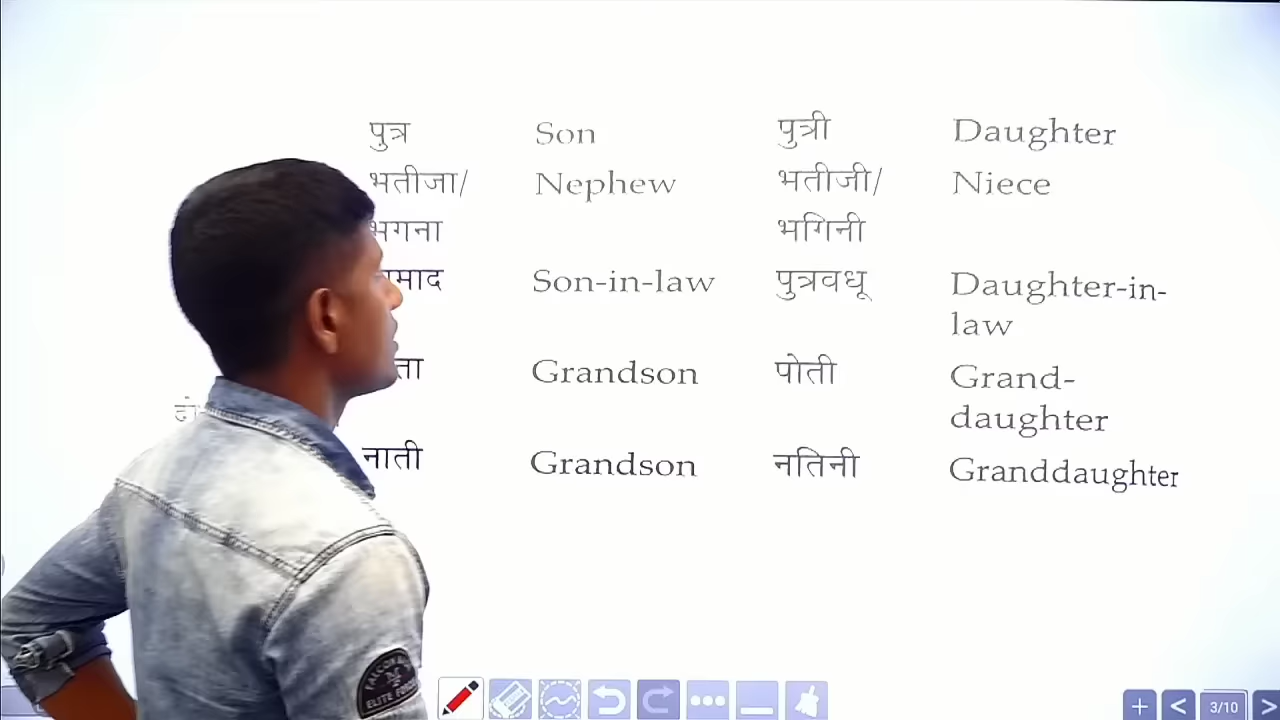 पुत्र Son पुत्री Daughter
भतीजा/ Nephew भतीजी/ Niece
भगना भगिनी
Son-in-law पुत्रवधू Daughter-in-
law
Grandson पोती Grand-
daughter
नाती Grandson नतिनी Granddaughter
ELITE
3/10